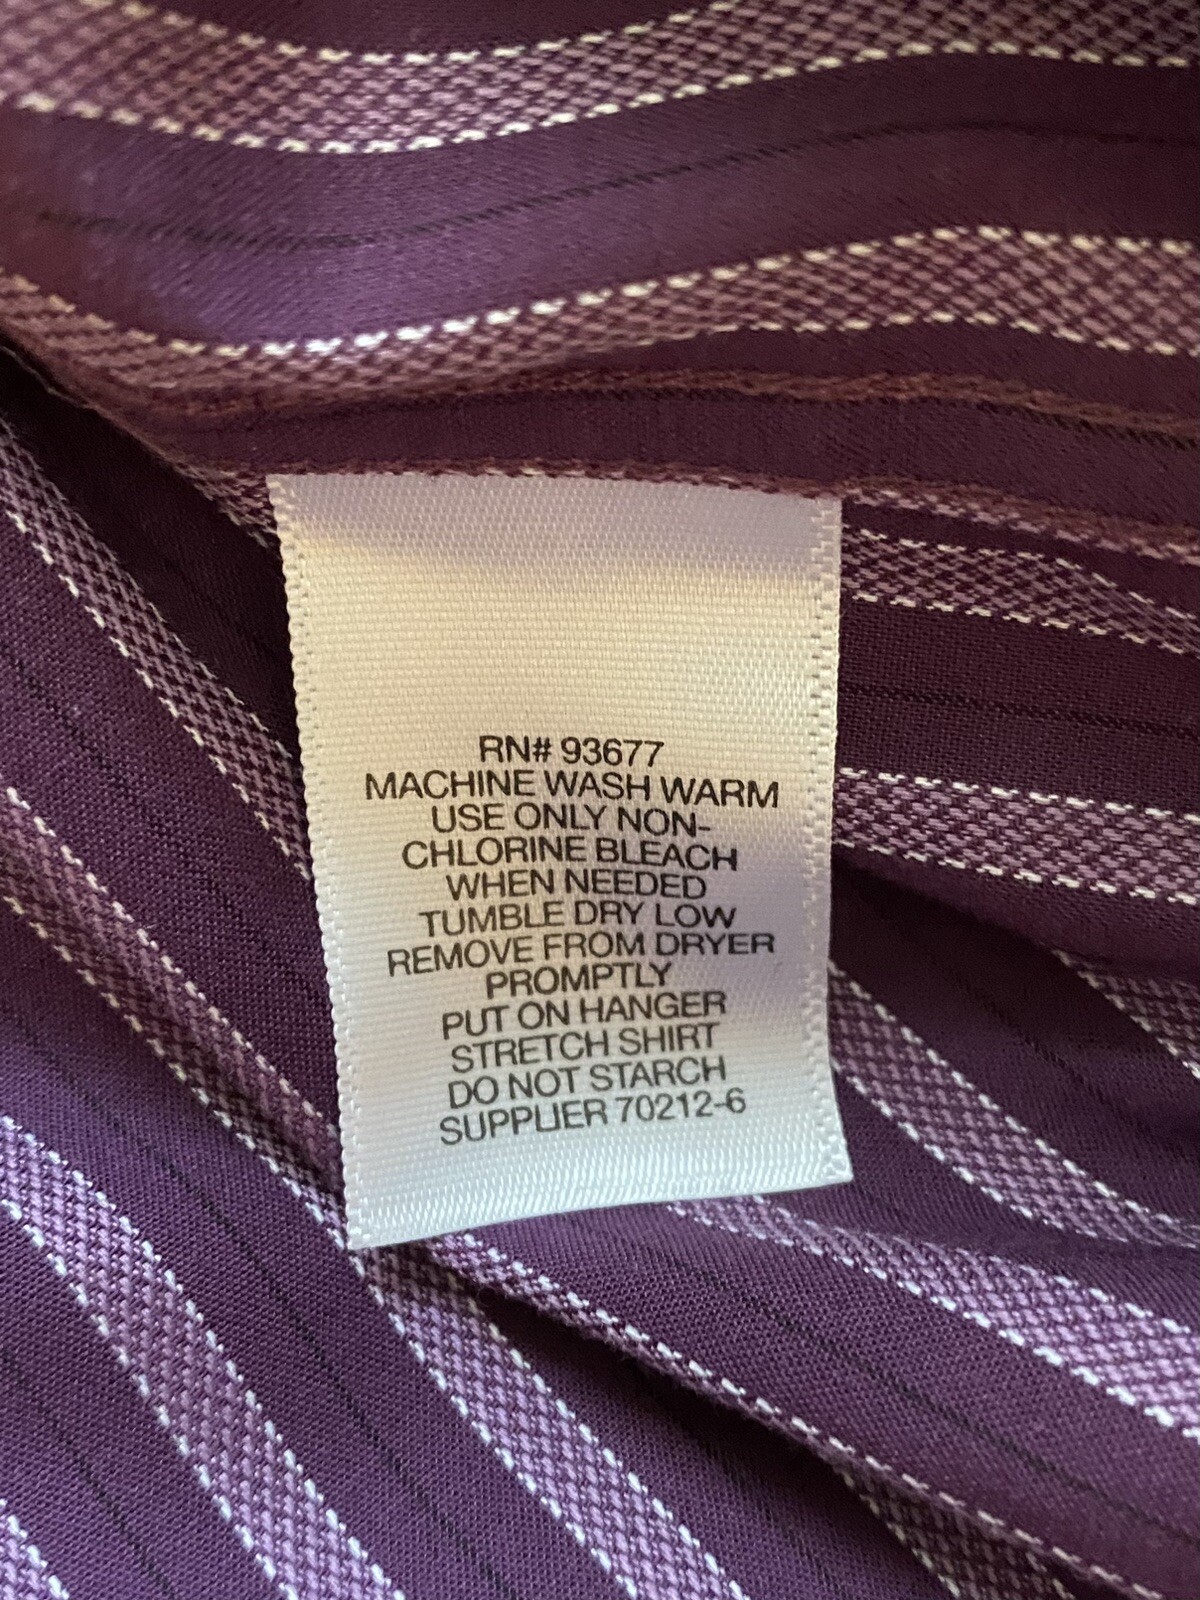 RN# 93677
MACHINE WASH WARM
USE ONLY NON-
CHLORINE BLEACH
WHEN NEEDED
TUMBLE DRY LOW
REMOVE FROM DRYER
PROMPTLY
PUT ON HANGER
STRETCH SHIRT
DO NOT STARCH
SUPPLIER 70212-6